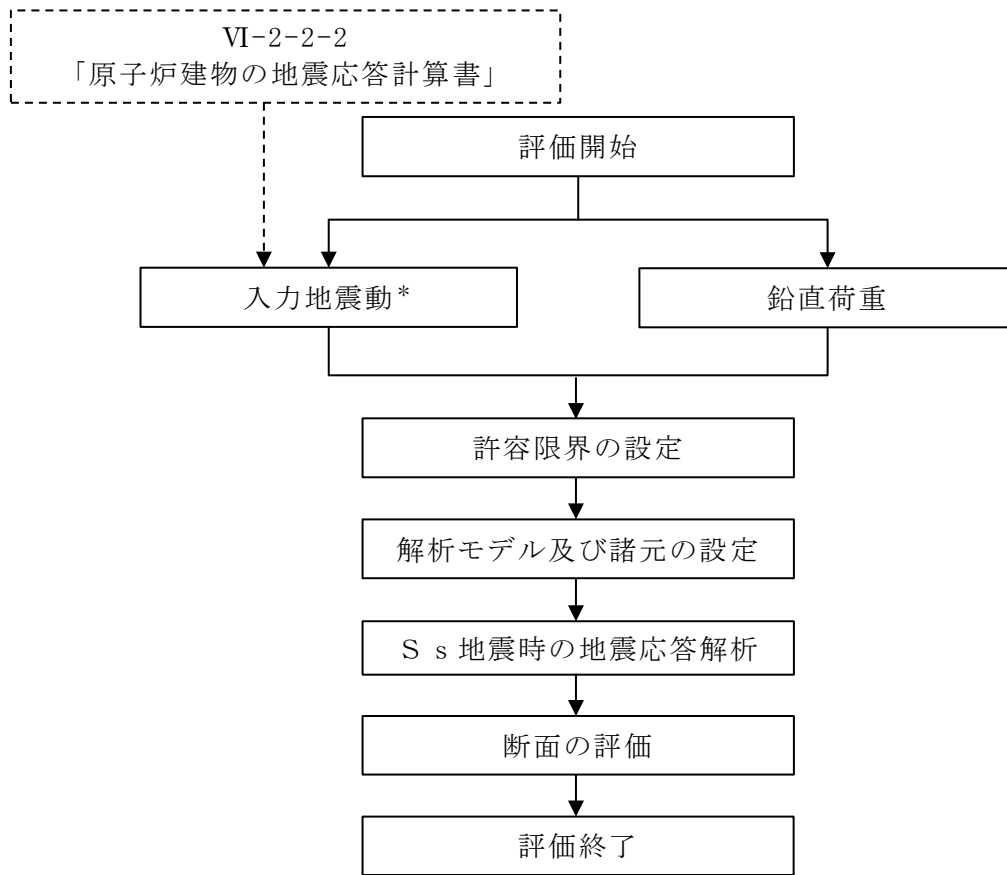 Ⅵ-2-2-2
「原子炉建物の地震応答計算書」
評価開始
入力地震動*
鉛直荷重
許容限界の設定
解析モデル及び諸元の設定
Ｓｓ地震時の地震応答解析
断面の評価
評価終了